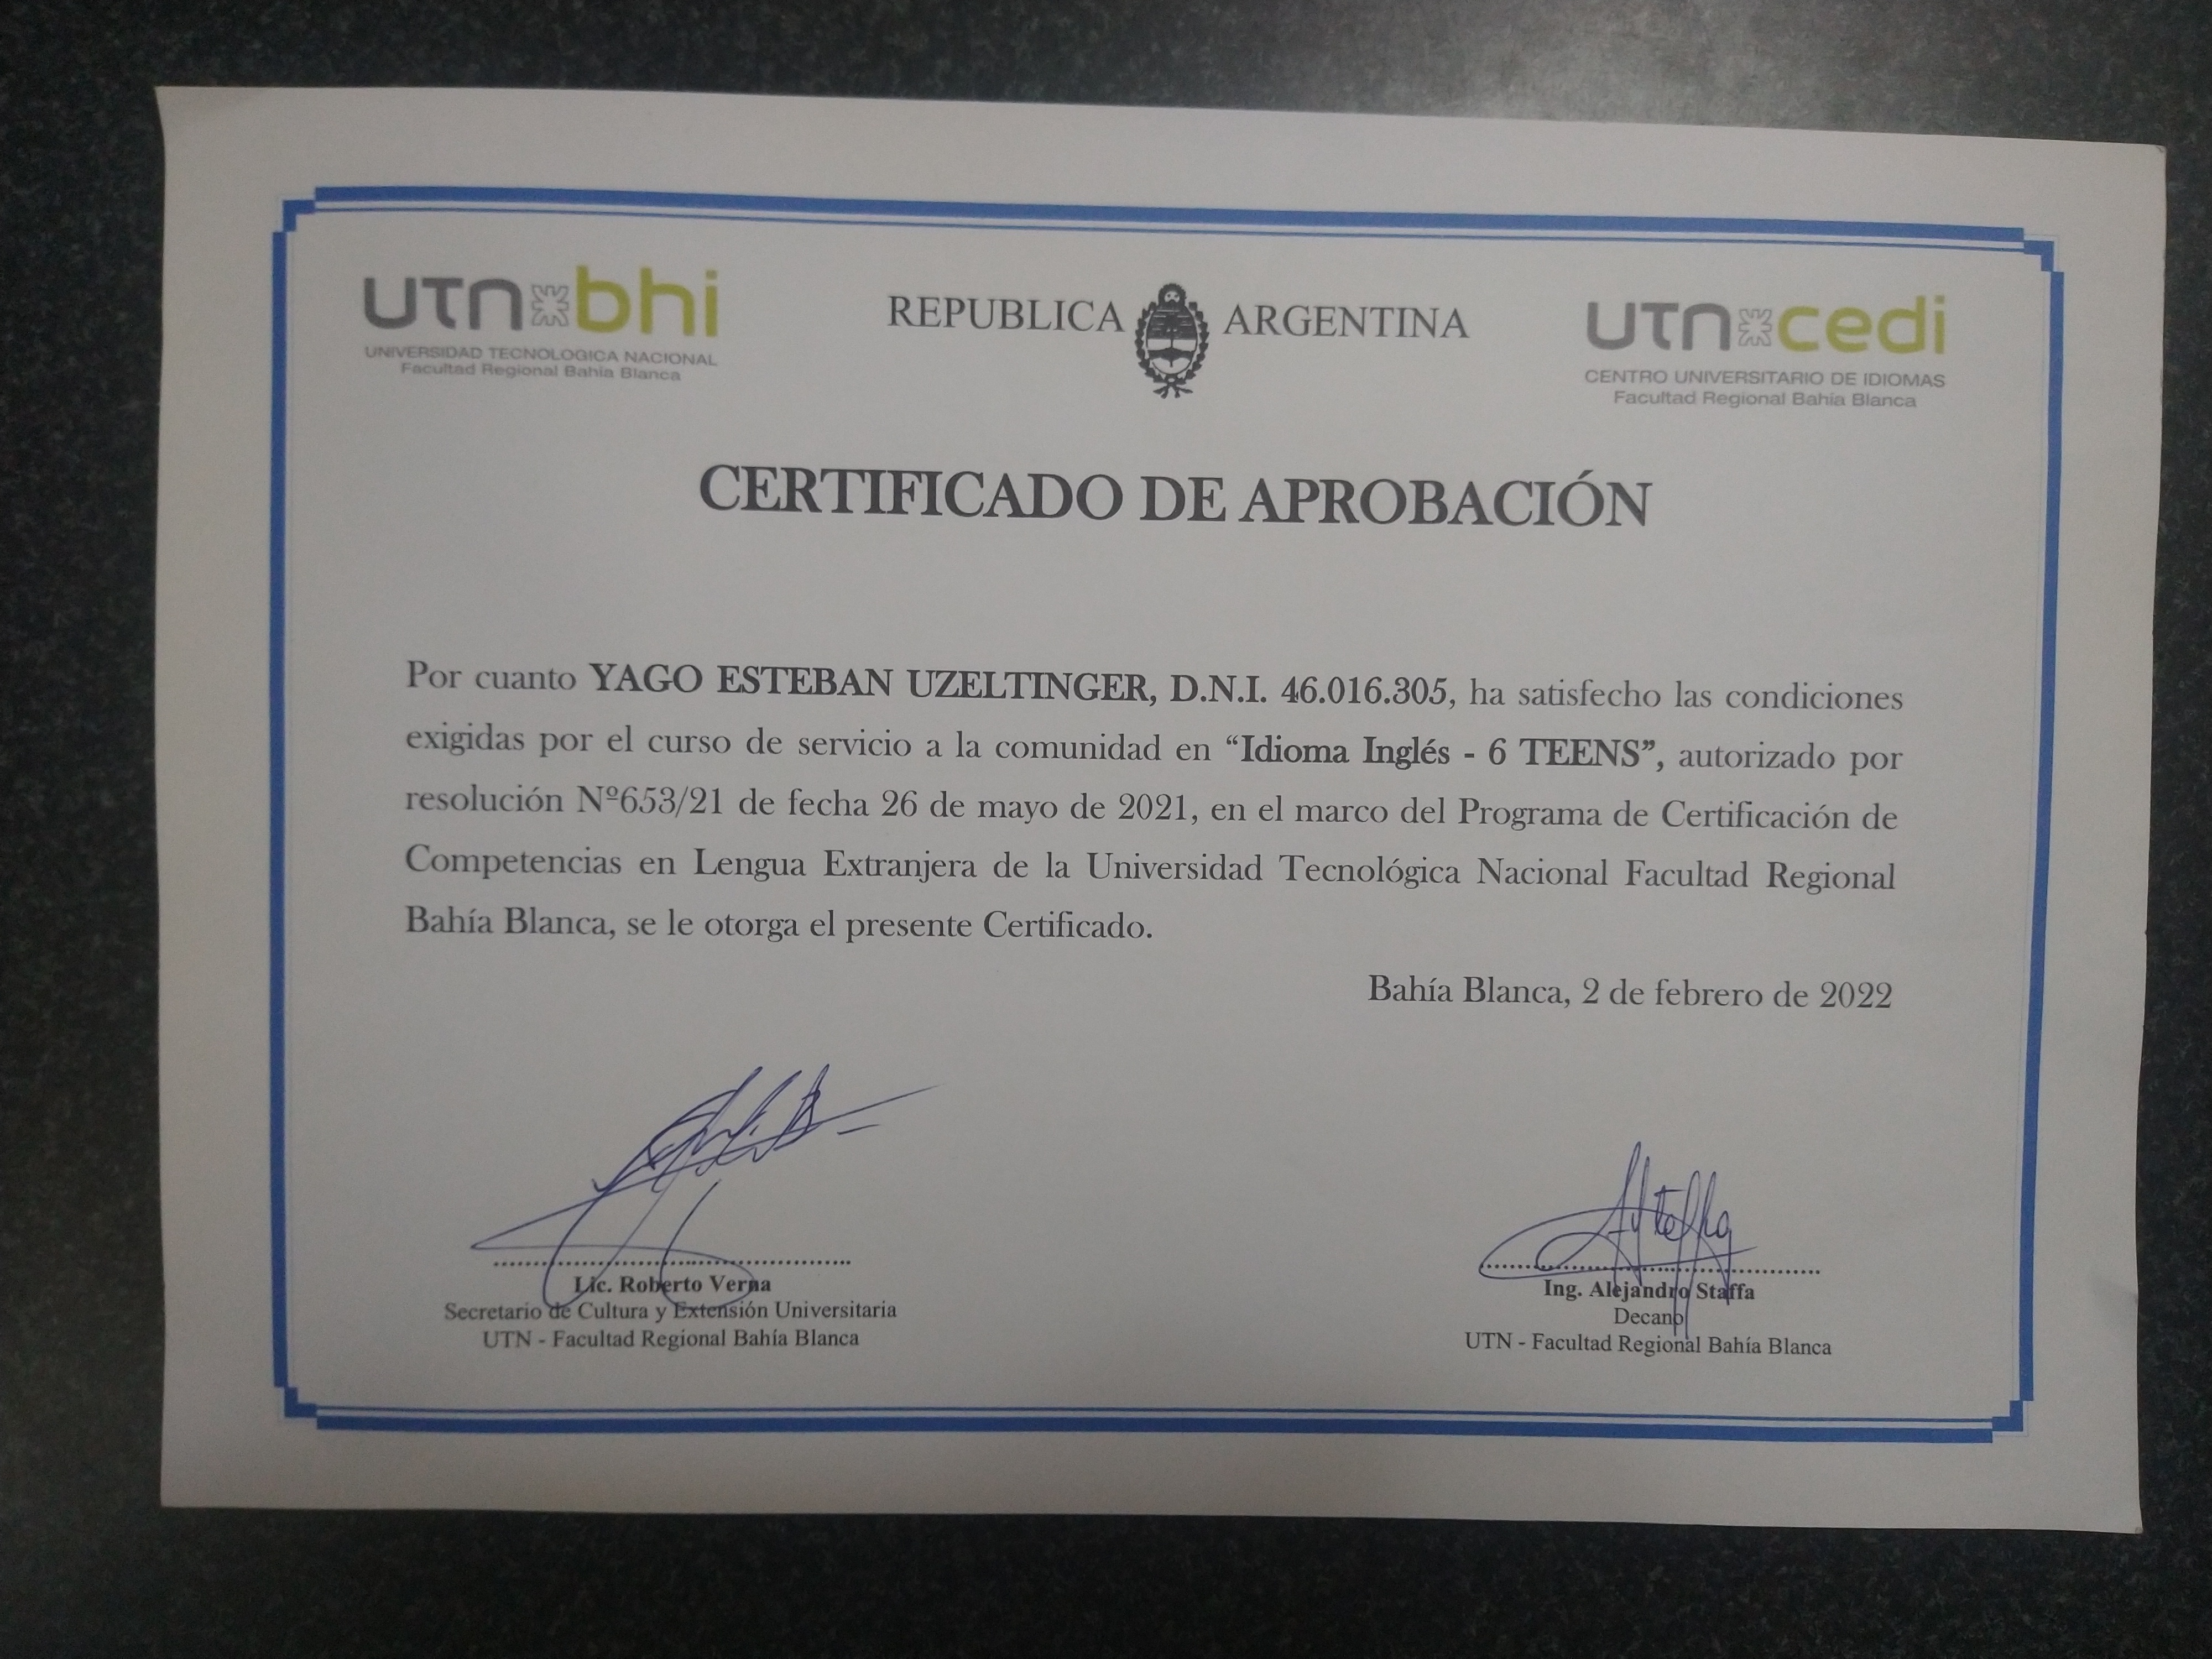 utn bhi
UNIVERSIDAD TECNOLOGICA NACIONAL
Facultad Regional Bahía Blanca
REPUBLICA ARGENTINA
utn cedi
CENTRO UNIVERSITARIO DE IDIOMAS
Facultad Regional Bahía Blanca
CERTIFICADO DE APROBACIÓN
Por cuanto YAGO ESTEBAN UZELTINGER, D.N.I. 46.016.305, ha satisfecho las condiciones
exigidas por el curso de servicio a la comunidad en “Idioma Inglés - 6 TEENS”, autorizado por
resolución Nº653/21 de fecha 26 de mayo de 2021, en el marco del Programa de Certificación de
Competencias en Lengua Extranjera de la Universidad Tecnológica Nacional Facultad Regional
Bahía Blanca, se le otorga el presente Certificado.
Bahía Blanca, 2 de febrero de 2022
Lic. Roberto Verna
Secretario de Cultura y Extensión Universitaria
UTN - Facultad Regional Bahía Blanca
Ing. Alejandro Staffa
Decano
UTN - Facultad Regional Bahía Blanca